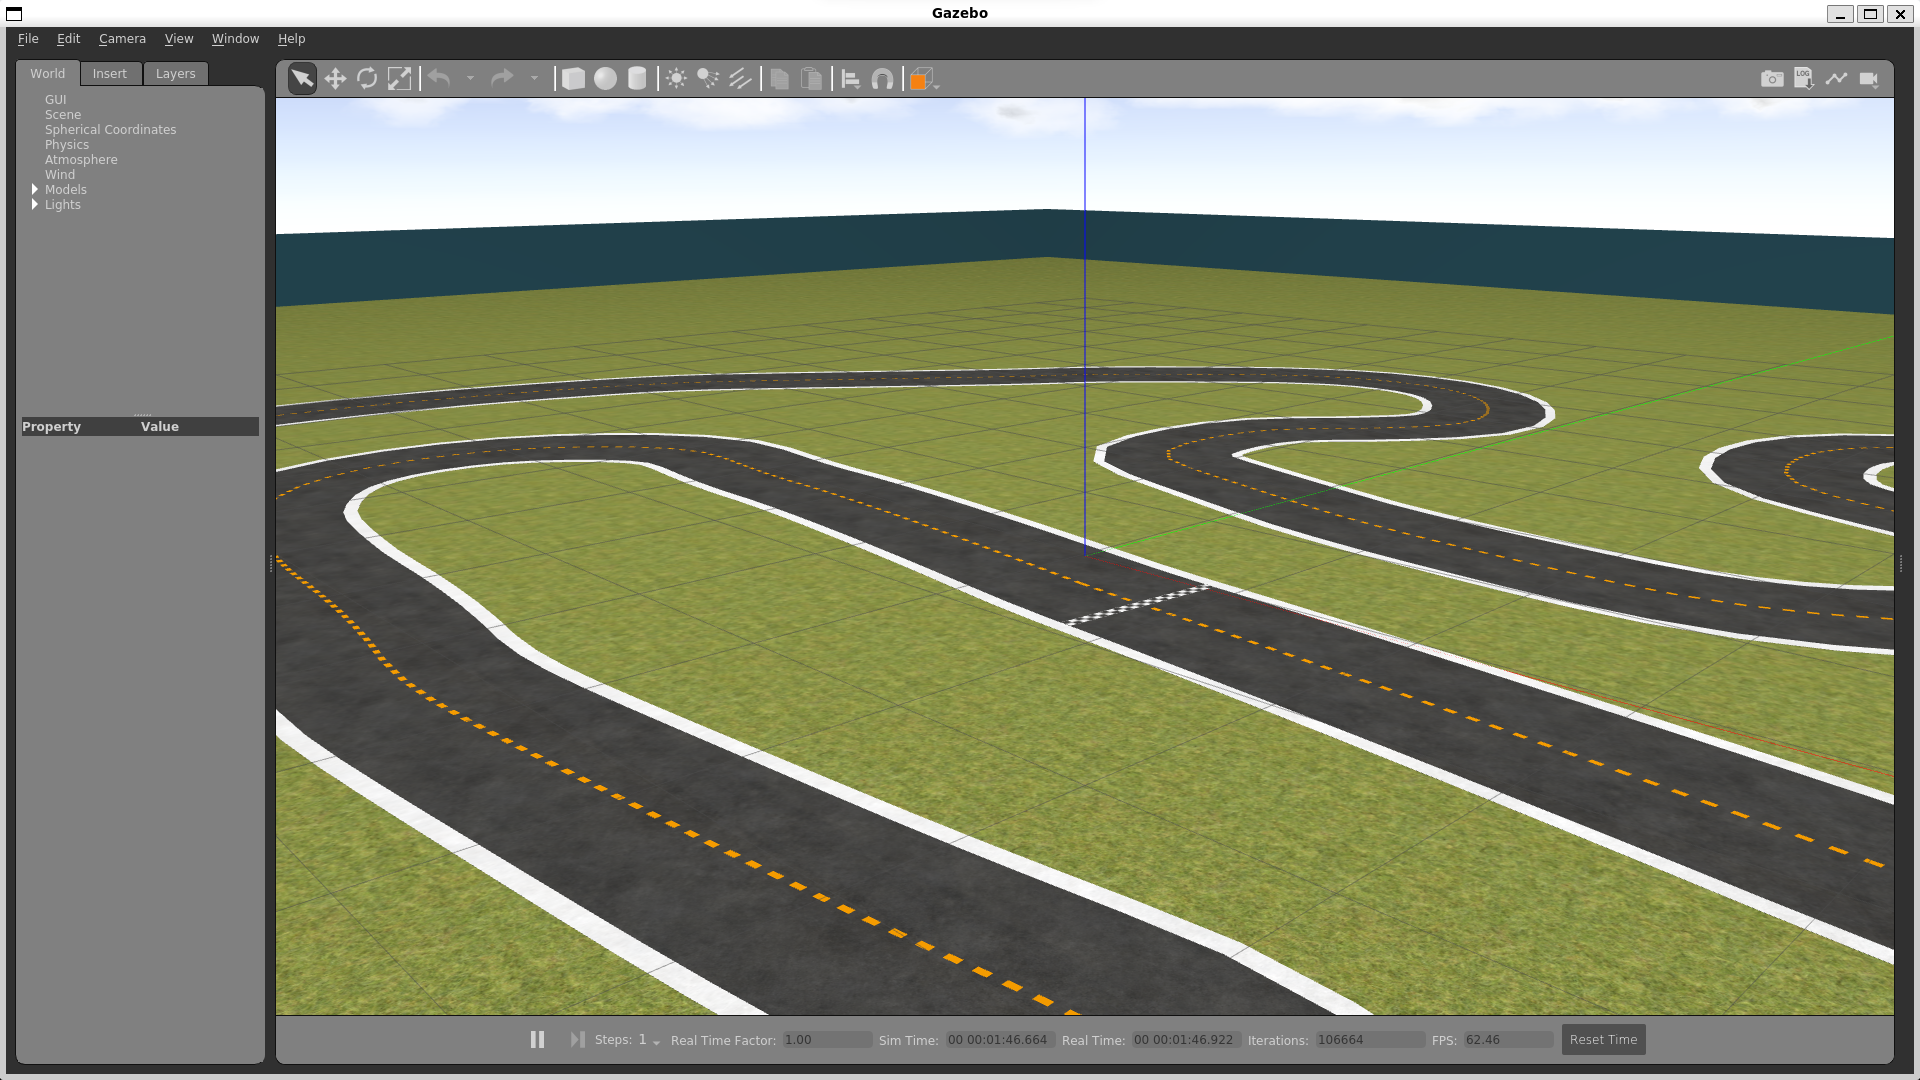 Gazebo
File Edit Camera View Window Help
World Insert Layers
GUI
Scene
Spherical Coordinates
Physics
Atmosphere
Wind
Models
Lights
Property Value
LOG
Steps: 1 Real Time Factor: 1.00 Sim Time: 00 00:01:46.664 Real Time: 00 00:01:46.922 Iterations: 106664 FPS: 62.46 Reset Time